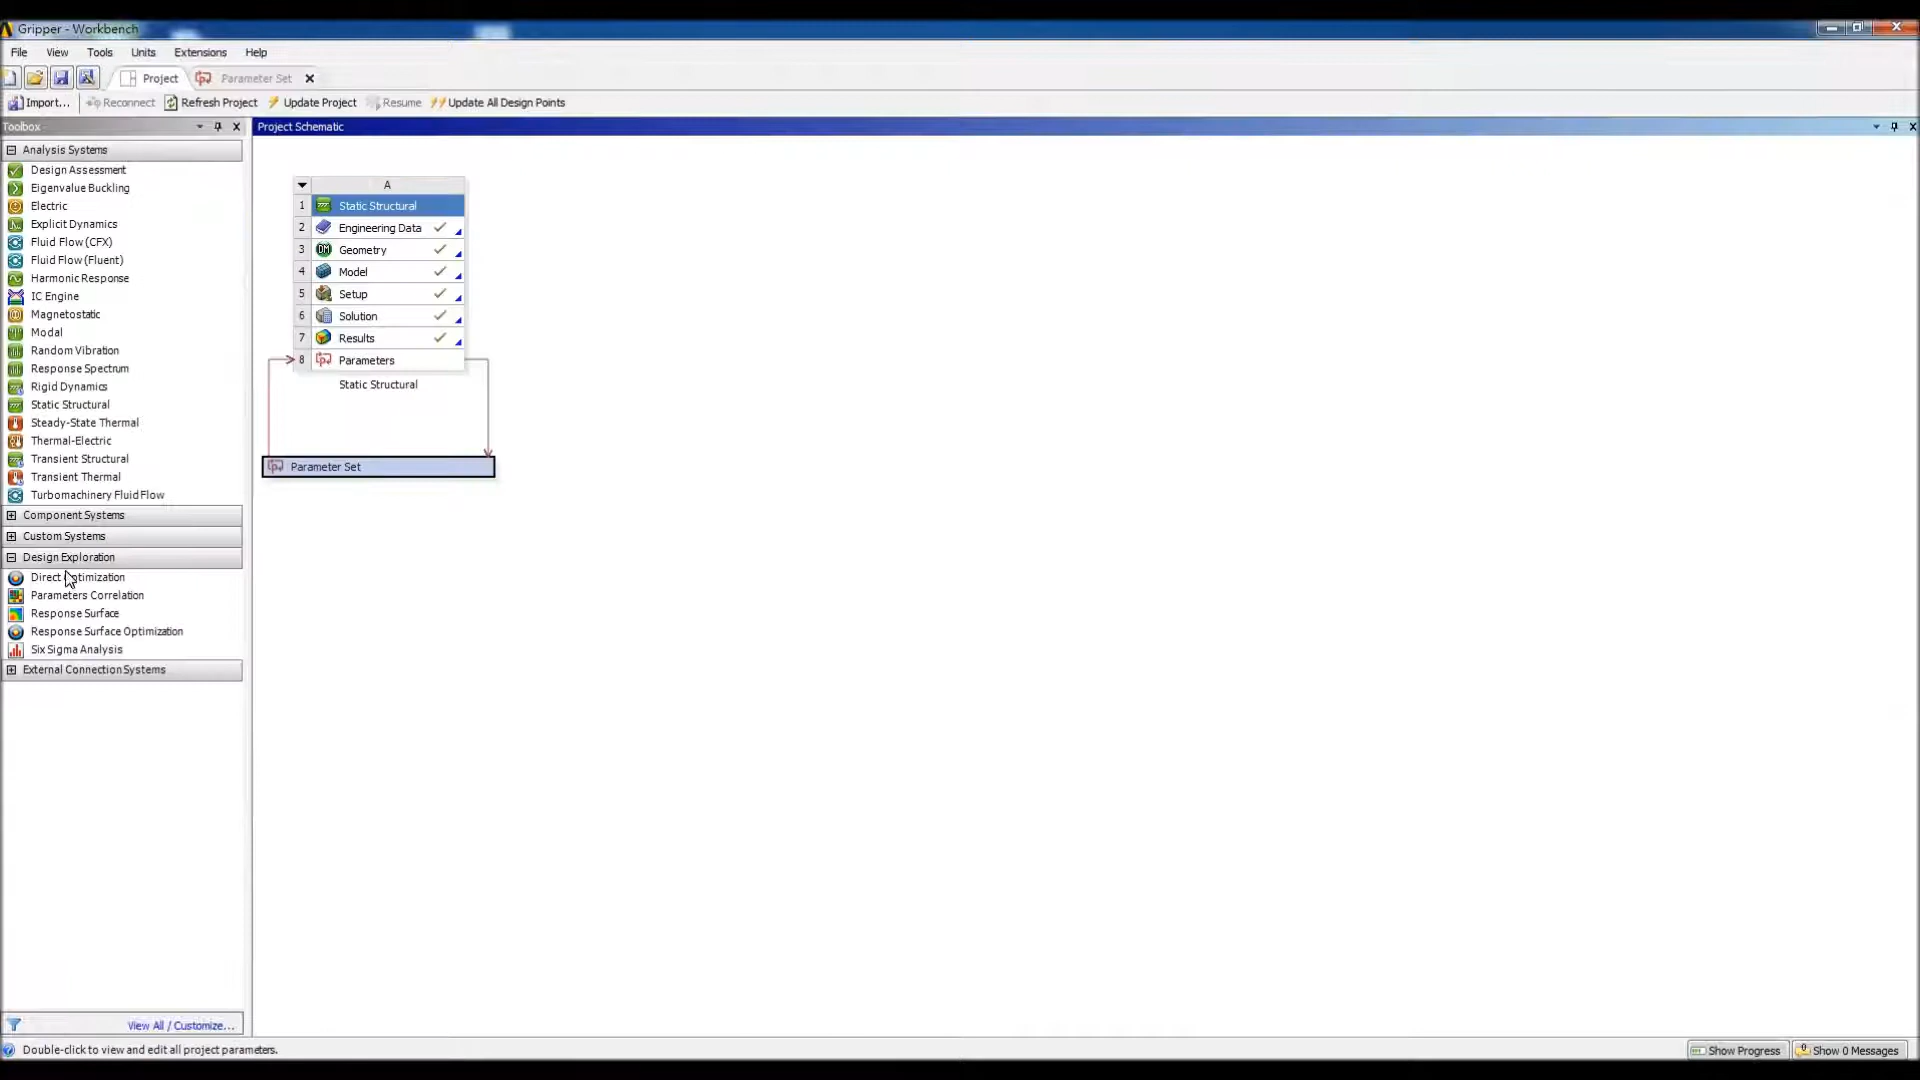 Gripper - Workbench
File View Tools Units Extensions Help
Project Parameter Set
Import... Reconnect Refresh Project Update Project Resume Update All Design Points
Toolbox
Project Schematic
Analysis Systems
Design Assessment
Eigenvalue Buckling
Electric
Explicit Dynamics
Fluid Flow (CFX)
Fluid Flow (Fluent)
Harmonic Response
IC Engine
Magnetostatic
Modal
Random Vibration
Response Spectrum
Rigid Dynamics
Static Structural
Steady-State Thermal
Thermal-Electric
Transient Structural
Transient Thermal
Turbomachinery Fluid Flow
Component Systems
Custom Systems
Design Exploration
Direct Optimization
Parameters Correlation
Response Surface
Response Surface Optimization
Six Sigma Analysis
External Connection Systems
View All / Customize...
A
1 Static Structural
2 Engineering Data
3 Geometry
4 Model
5 Setup
6 Solution
7 Results
8 Parameters
Static Structural
Parameter Set
Double-click to view and edit all project parameters.
Show Progress Show 0 Messages